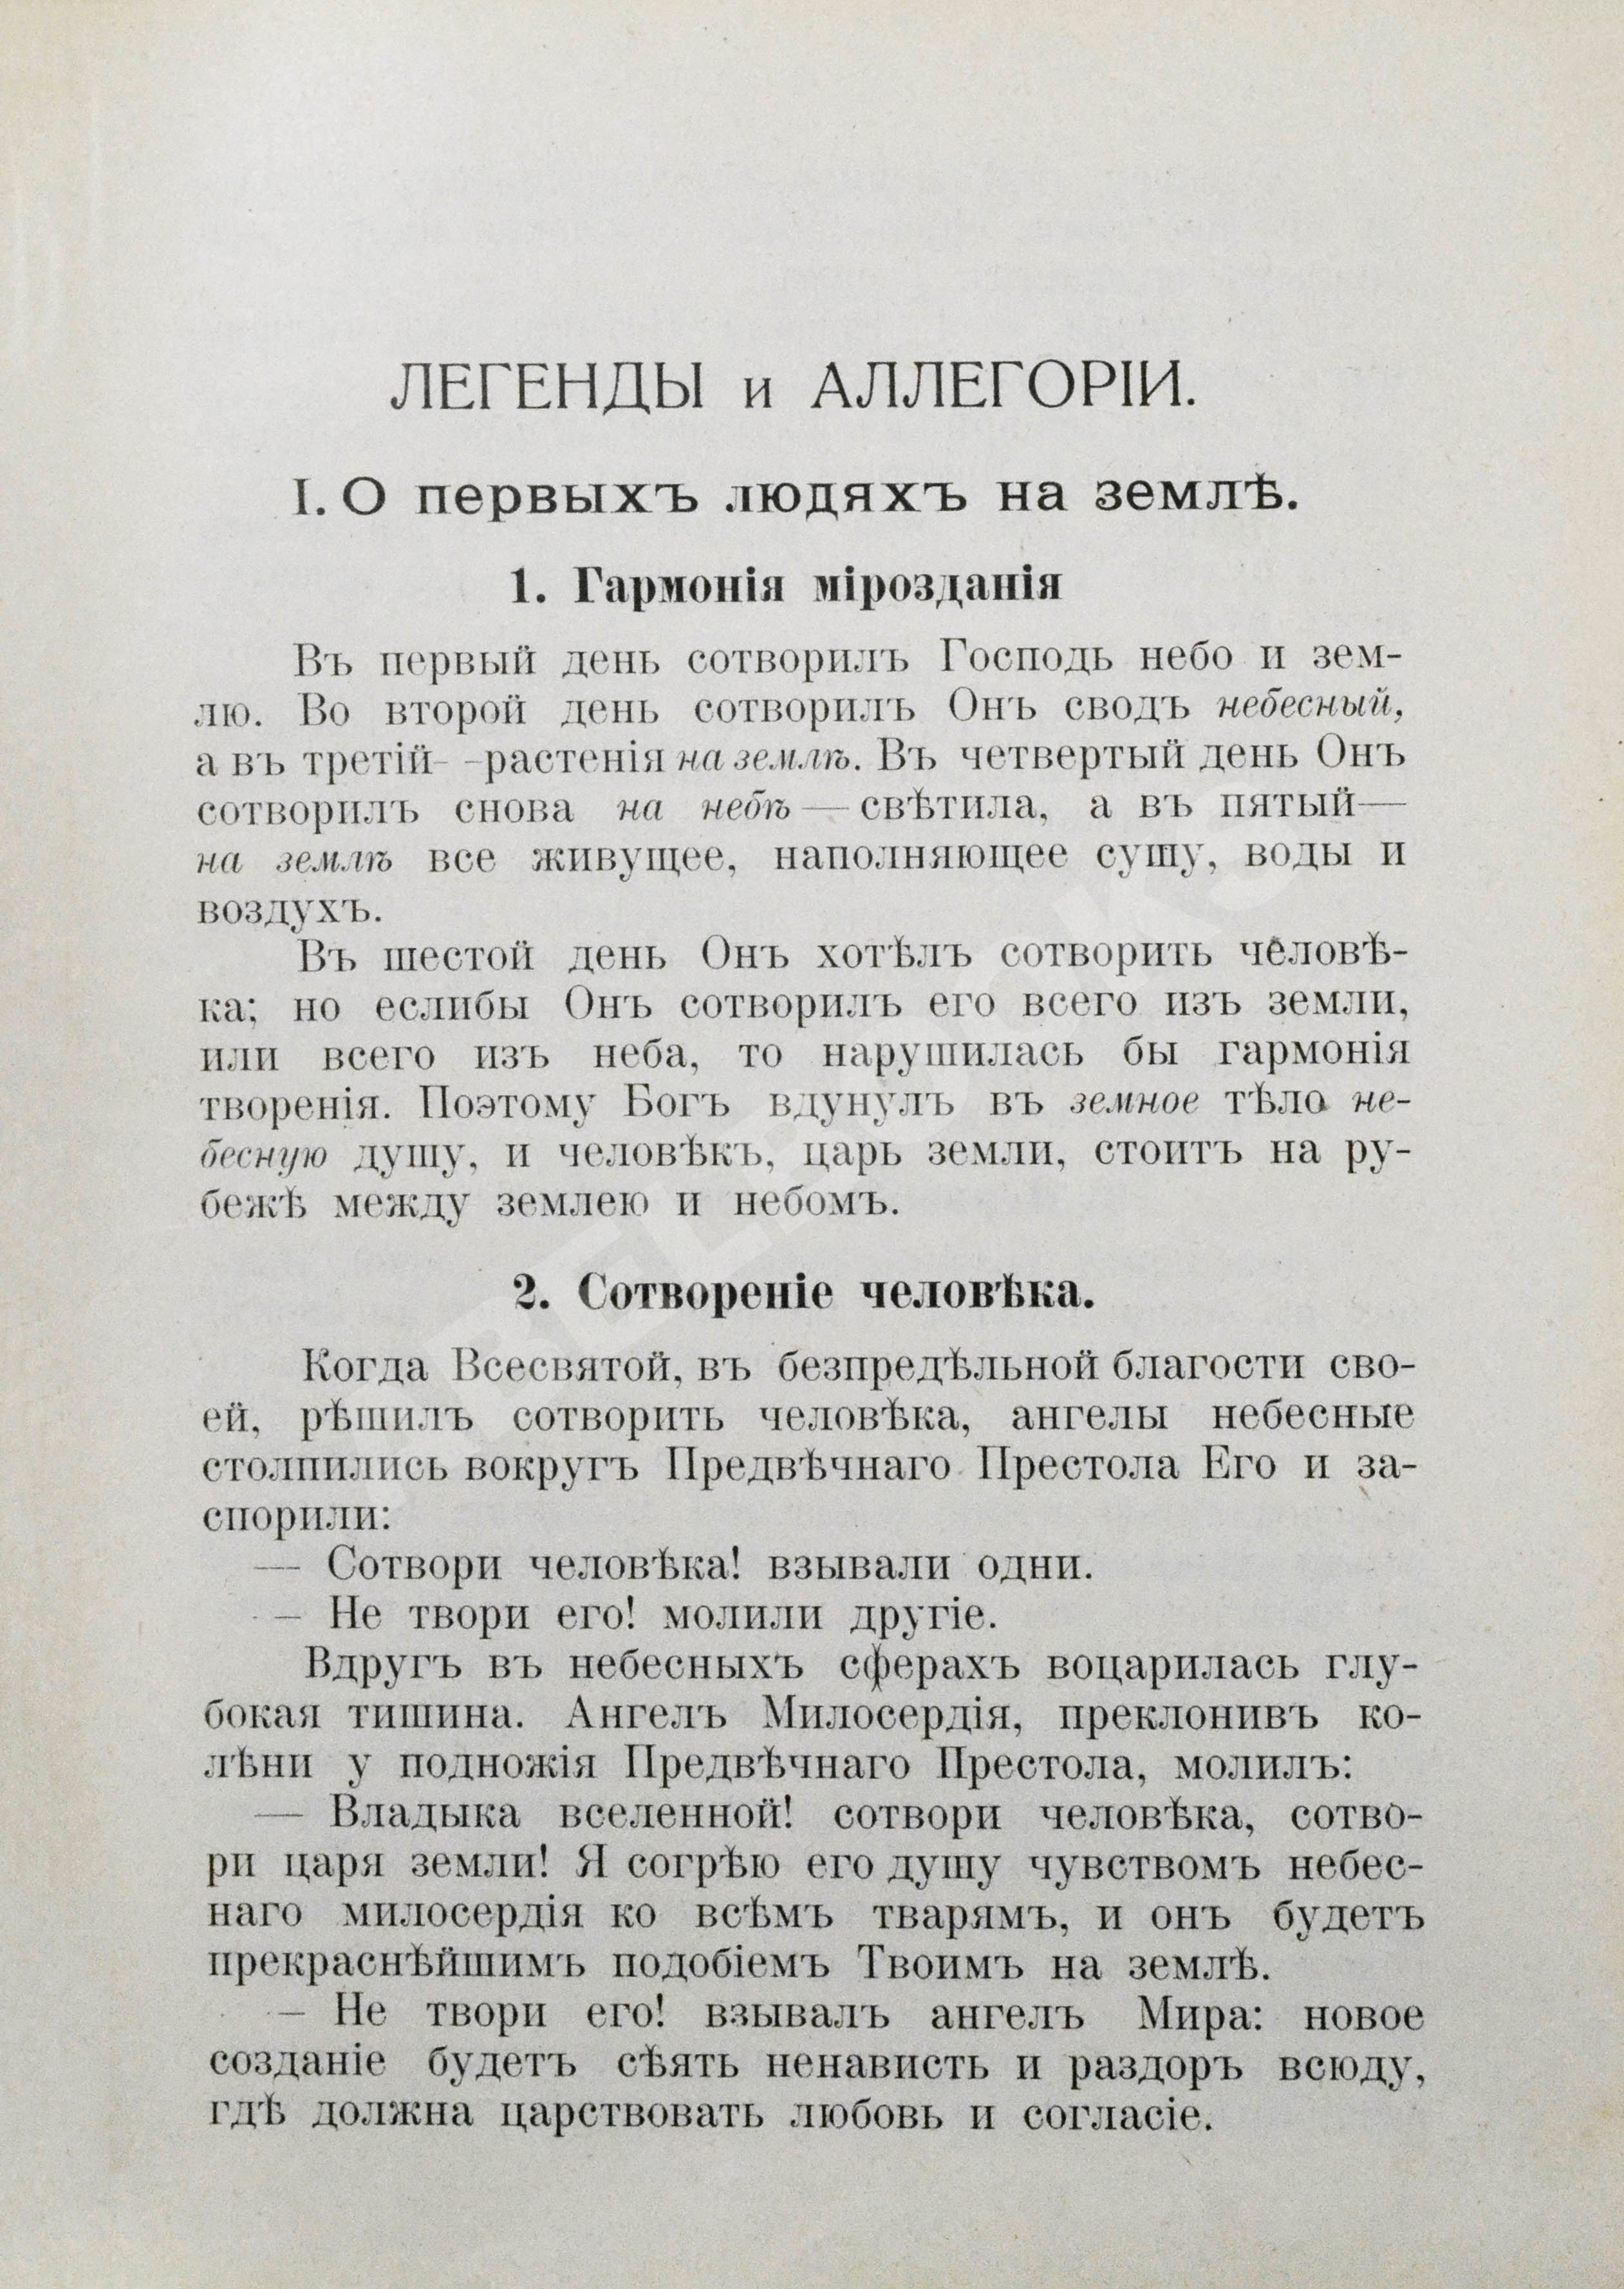 ЛЕГЕНДЫ и АЛЛЕГОРІИ.
I. О первыхъ людяхъ на землѣ.
1. Гармонія мірозданія
Въ первый день сотворилъ Господь небо и зем-
лю. Во второй день сотворилъ Онъ сводъ небесный,
а въ третій--растенія на землѣ. Въ четвертый день Онъ
сотворилъ снова на небѣ — свѣтила, а въ пятый—
на землѣ все живущее, наполняющее сушу, воды и
воздухъ.
Въ шестой день Онъ хотѣлъ сотворить человѣ-
ка; но еслибы Онъ сотворилъ его всего изъ земли,
или всего изъ неба, то нарушилась бы гармонія
творенія. Поэтому Богъ вдунулъ въ земное тѣло не-
бесную душу, и человѣкъ, царь земли, стоитъ на ру-
бежѣ между землею и небомъ.
2. Сотвореніе человѣка.
Когда Всесвятой, въ безпредѣльной благости сво-
ей, рѣшилъ сотворить человѣка, ангелы небесные
столпились вокругъ Предвѣчнаго Престола Его и за-
спорили:
— Сотвори человѣка! взывали одни.
— Не твори его! молили другіе.
Вдругъ въ небесныхъ сферахъ воцарилась глу-
бокая тишина. Ангелъ Милосердія, преклонивъ ко-
лѣни у подножія Предвѣчнаго Престола, молилъ:
— Владыка вселенной! сотвори человѣка, сотво-
ри царя земли! Я согрѣю его душу чувствомъ небес-
наго милосердія ко всѣмъ тварямъ, и онъ будетъ
прекраснѣйшимъ подобіемъ Твоимъ на землѣ.
— Не твори его! взывалъ ангелъ Мира: новое
созданіе будетъ сѣять ненависть и раздоръ всюду,
гдѣ должна царствовать любовь и согласіе.